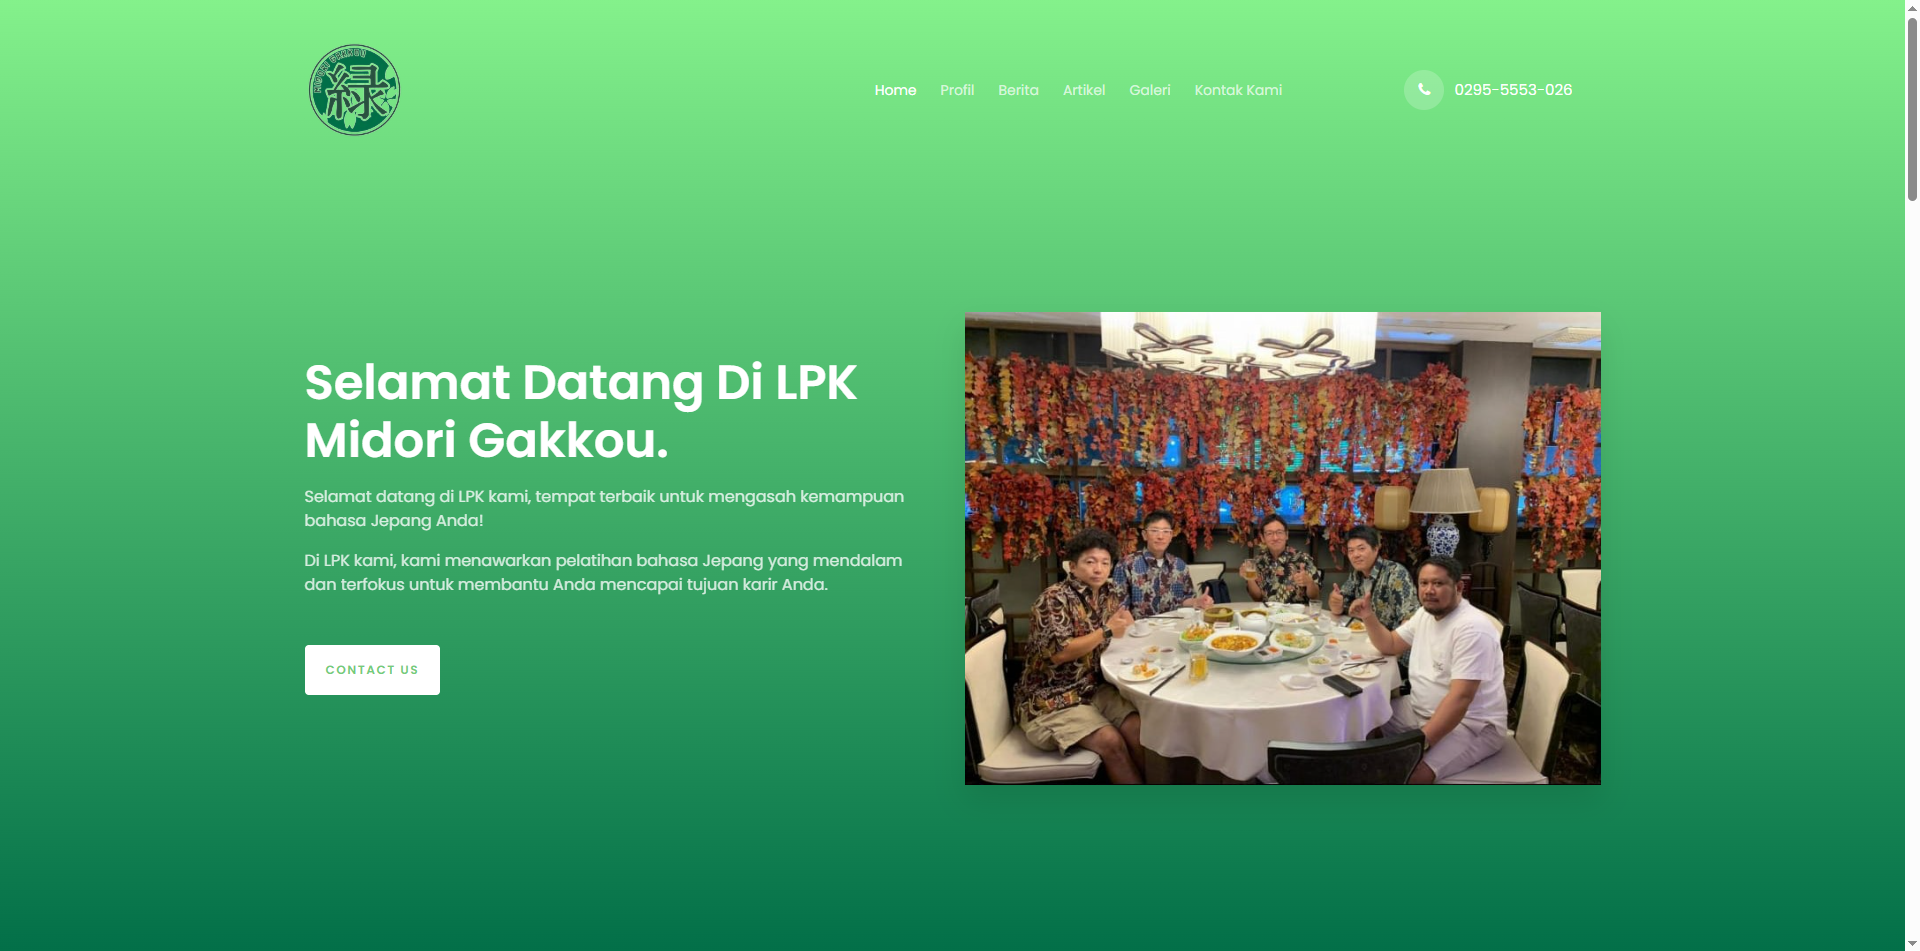 MIDORI GAKKOU
緑
Home Profil Berita Artikel Galeri Kontak Kami 0295-5553-026
Selamat Datang Di LPK
Midori Gakkou.
Selamat datang di LPK kami, tempat terbaik untuk mengasah kemampuan
bahasa Jepang Anda!
Di LPK kami, kami menawarkan pelatihan bahasa Jepang yang mendalam
dan terfokus untuk membantu Anda mencapai tujuan karir Anda.
CONTACT US